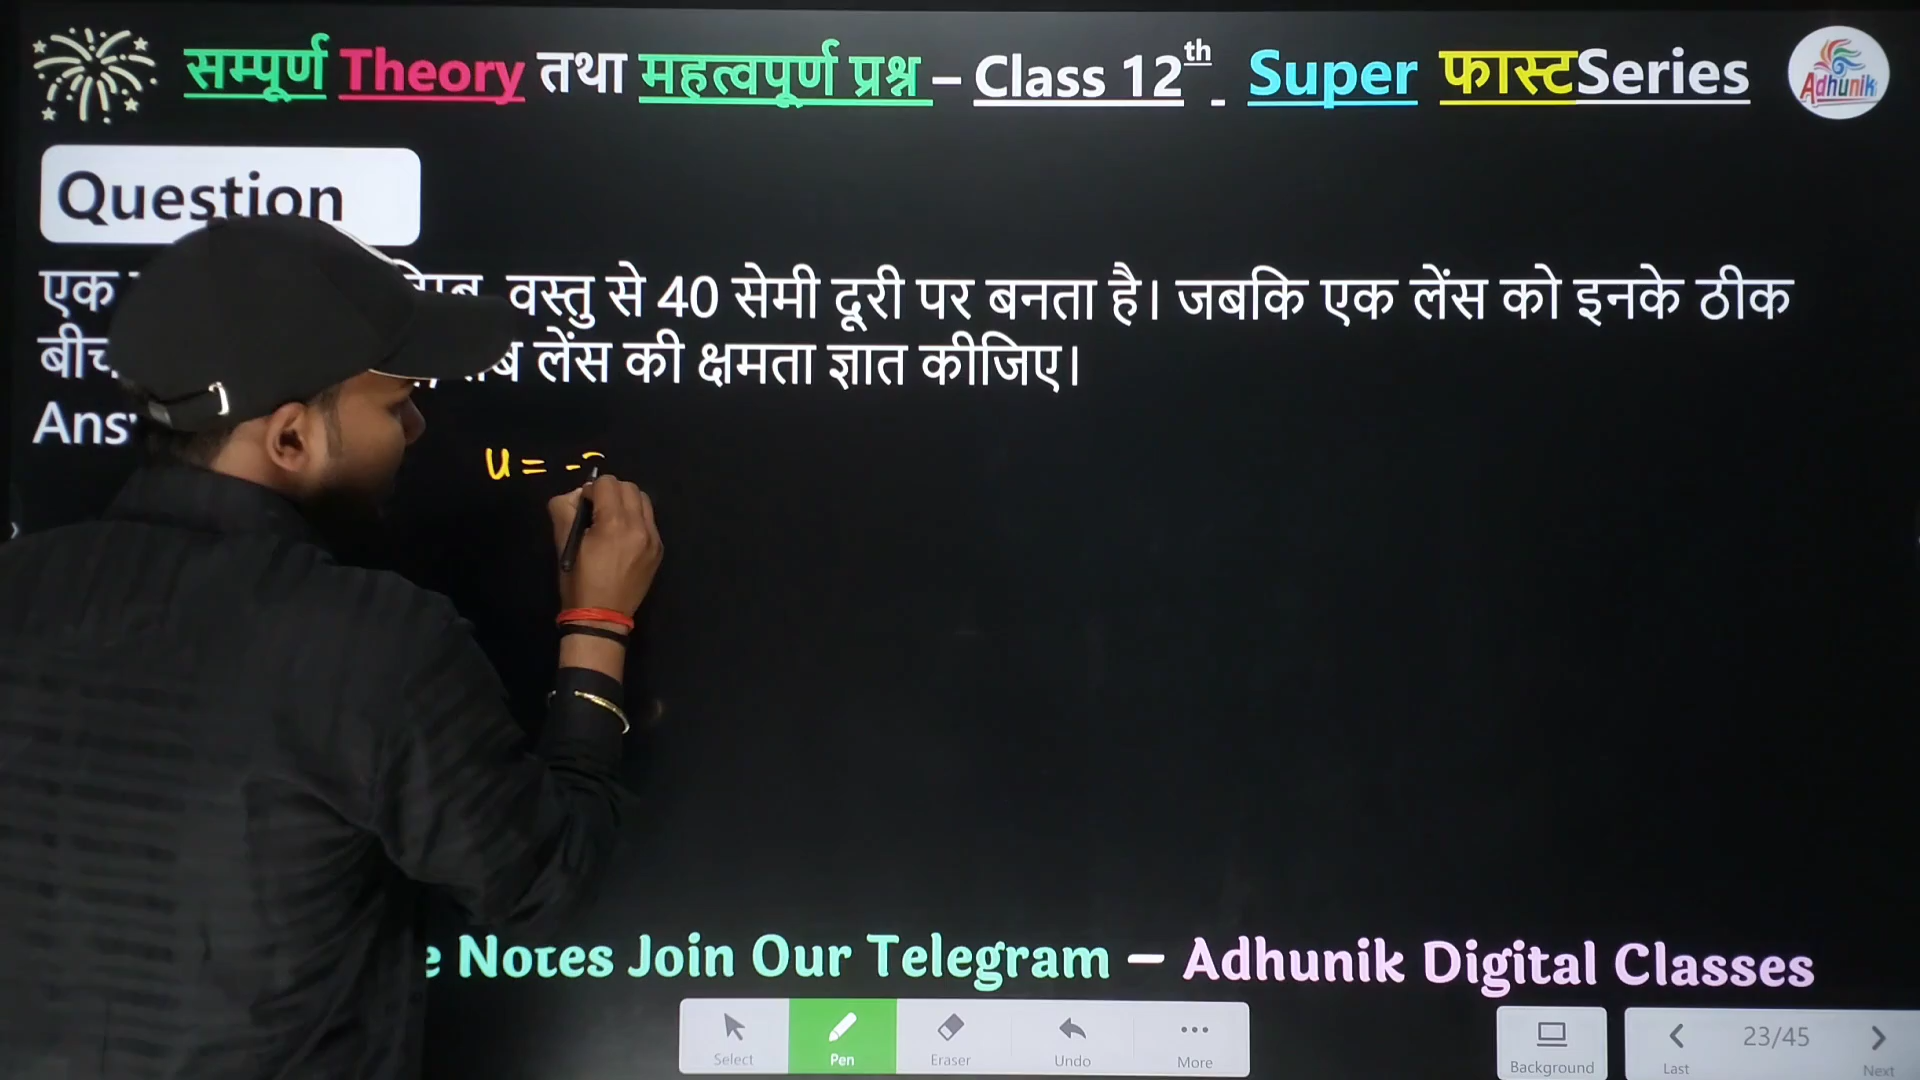 सम्पूर्ण Theory तथा महत्वपूर्ण प्रश्न – Class 12th - Super फास्टSeries
Adhunik
Question
एक वस्तु से 40 सेमी दूरी पर बनता है। जबकि एक लेंस को इनके ठीक
बीच लेंस की क्षमता ज्ञात कीजिए।
Ans
u = -
e Notes Join Our Telegram – Adhunik Digital Classes
Select Pen Eraser Undo More Background Last 23/45 Next